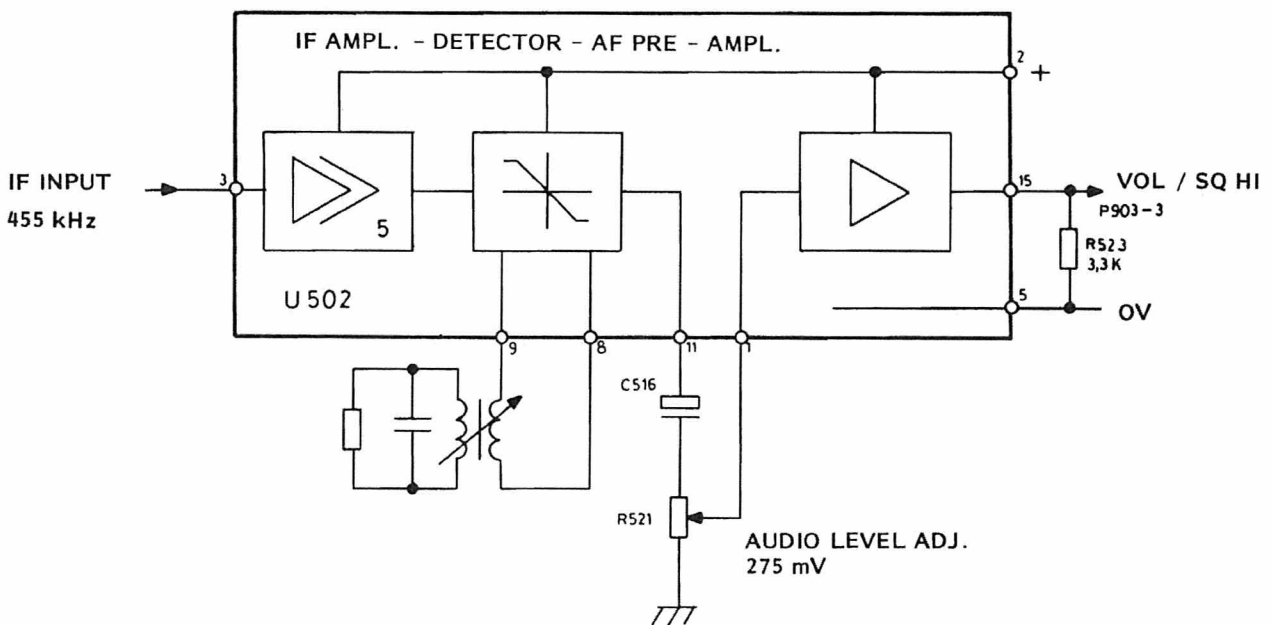 IF AMPL. - DETECTOR - AF PRE - AMPL.
2
+
IF INPUT
455 kHz
3
5
15
VOL / SQ HI
P903-3
R523
3,3K
U502
5
0V
9
8
11
1
C516
R521
AUDIO LEVEL ADJ.
275 mV